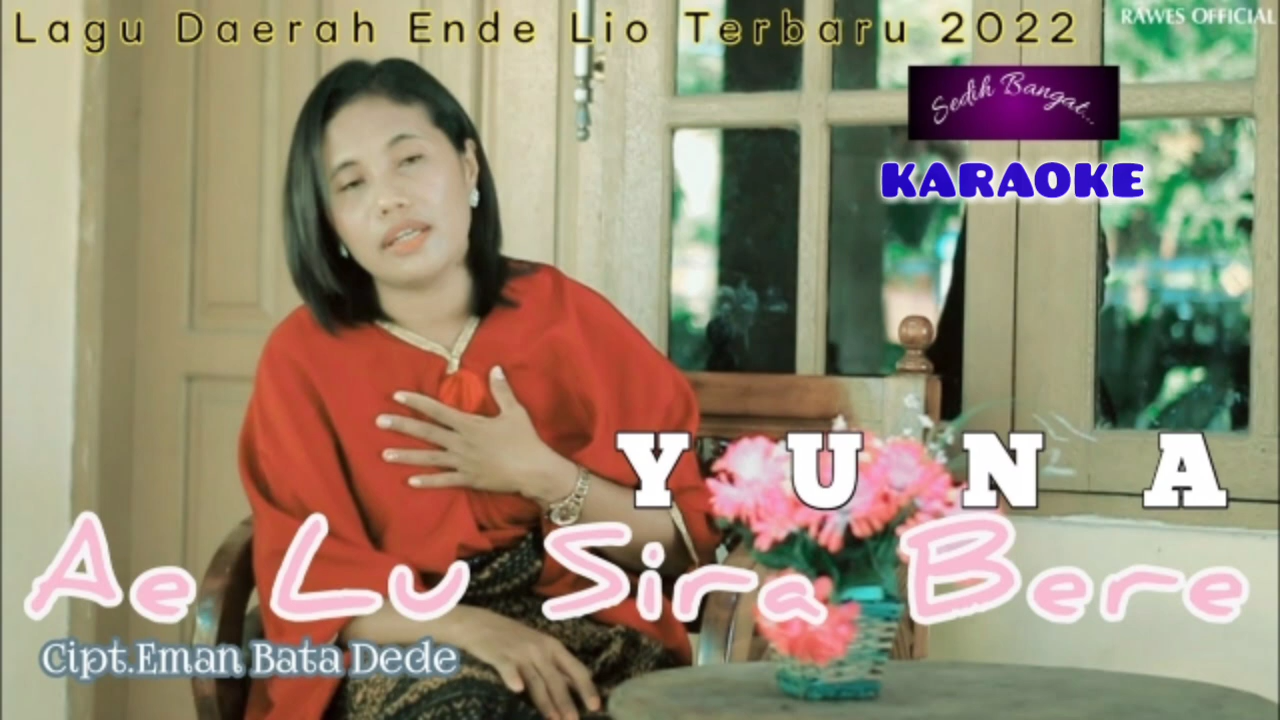 Lagu Daerah Ende Lio Terbaru 2022
RAWES OFFICIAL
Sedih Bangat...
KARAOKE
YUNA
Ae Lu Sira Bere
Cipt.Eman Bata Dede